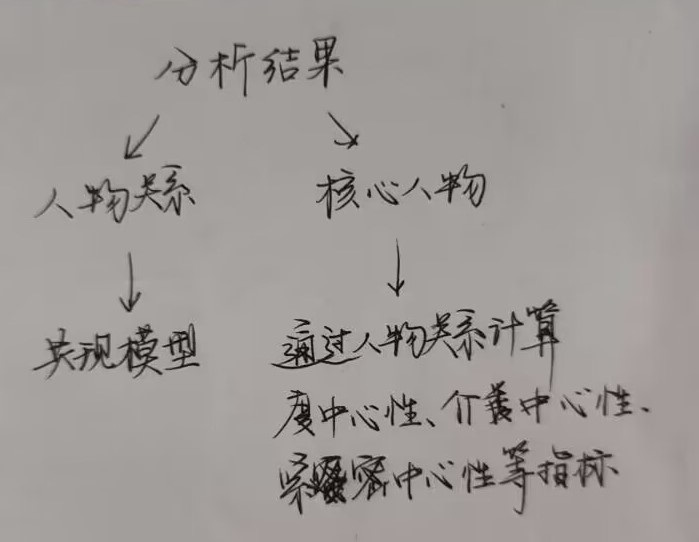 分析结果
人物关系
核心人物
共现模型
通过人物关系计算
度中心性、介数中心性、
紧密中心性等指标